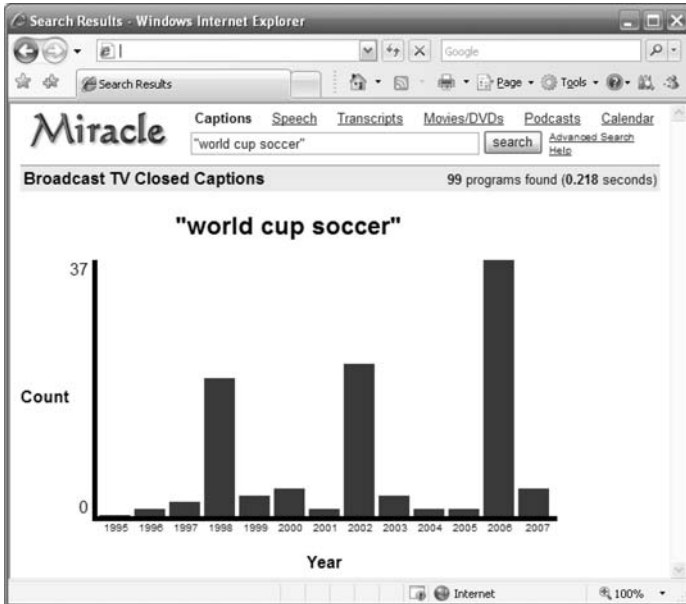 Search Results - Windows Internet Explorer
Google
Search Results
Page Tools
Miracle
Captions Speech Transcripts Movies/DVDs Podcasts Calendar
"world cup soccer" search Advanced Search
Help
Broadcast TV Closed Captions 99 programs found (0.218 seconds)
"world cup soccer"
37
Count
0
1995 1996 1997 1998 1999 2000 2001 2002 2003 2004 2005 2006 2007
Year
Internet 100%